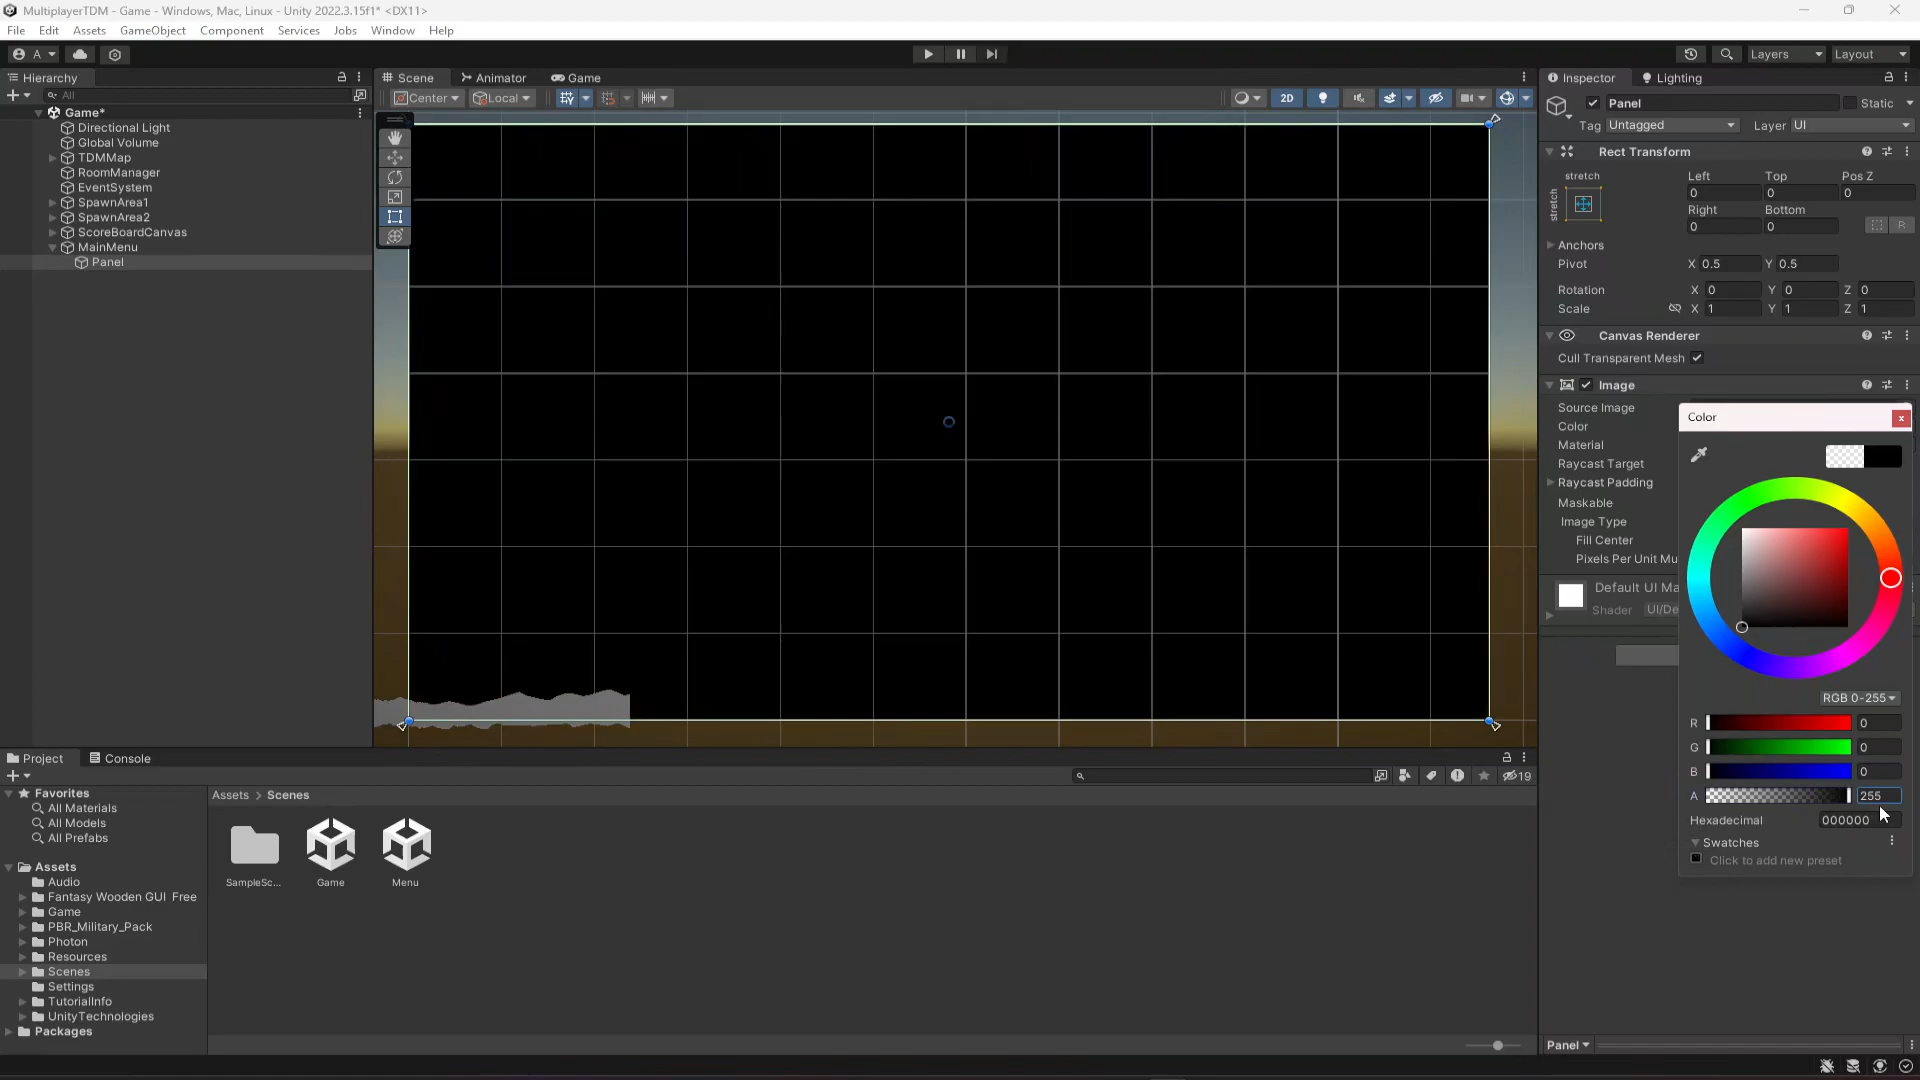 MultiplayerTDM - Game - Windows, Mac, Linux - Unity 2022.3.15f1* <DX11>
File Edit Assets GameObject Component Services Jobs Window Help
A Layers Layout
Hierarchy Scene Animator Game Inspector Lighting
All Center Local 2D Panel Static
Tag Untagged Layer UI
Game*
Directional Light
Global Volume
TDMMap
RoomManager
EventSystem
SpawnArea1
SpawnArea2
ScoreBoardCanvas
MainMenu
Panel
Rect Transform
stretch Left Top Pos Z
stretch 0 0 0
Right Bottom
0 0 R
Anchors
Pivot X 0.5 Y 0.5
Rotation X 0 Y 0 Z 0
Scale X 1 Y 1 Z 1
Canvas Renderer
Cull Transparent Mesh
Image
Source Image
Color
Material
Raycast Target
Raycast Padding
Maskable
Image Type
Fill Center
Pixels Per Unit Mu
Default UI Ma
Shader UI/De
Color
RGB 0-255
R 0
G 0
B 0
A 255
Hexadecimal 000000
Swatches
Click to add new preset
Project Console
19
Favorites
All Materials
All Models
All Prefabs
Assets
Audio
Fantasy Wooden GUI Free
Game
PBR_Military_Pack
Photon
Resources
Scenes
Settings
TutorialInfo
UnityTechnologies
Packages
Assets > Scenes
SampleSc... Game Menu
Panel